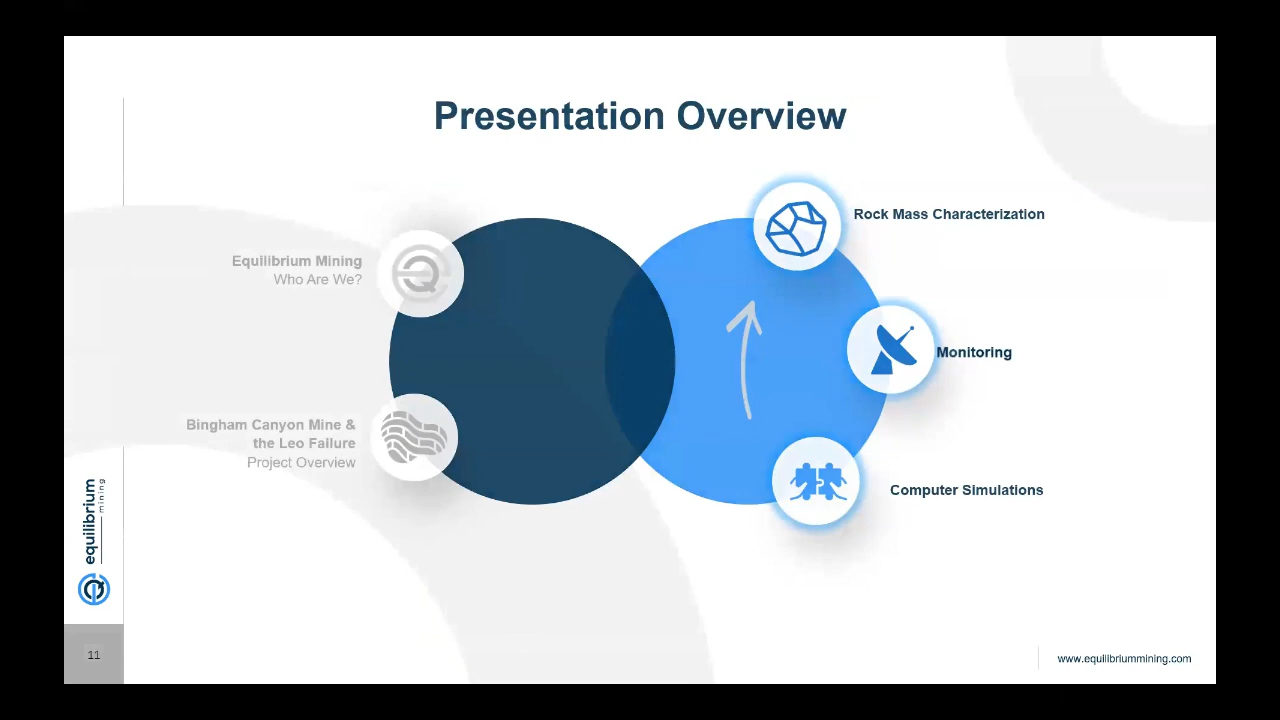 Presentation Overview
Equilibrium Mining
Who Are We?
Bingham Canyon Mine &
the Leo Failure
Project Overview
Rock Mass Characterization
Monitoring
Computer Simulations
equilibrium
mining
11
www.equilibriummining.com